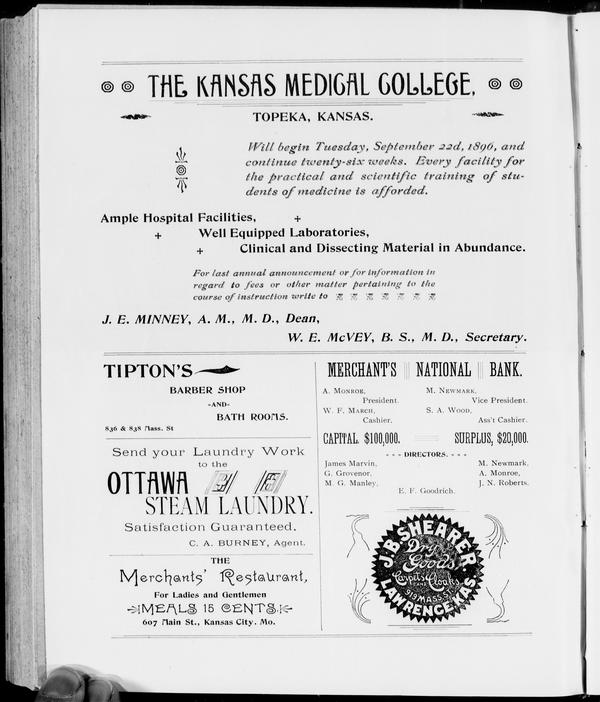 THE KANSAS MEDICAL COLLEGE,
TOPEKA, KANSAS.
Will begin Tuesday, September 22d, 1896, and
continue twenty-six weeks. Every facility for
the practical and scientific training of stu-
dents of medicine is afforded.
Ample Hospital Facilities,
Well Equipped Laboratories,
Clinical and Dissecting Material in Abundance.
For last annual announcement or for information in
regard to fees or other matter pertaining to the
course of instruction write to
J. E. MINNEY, A. M., M. D., Dean,
W. E. McVEY, B. S., M. D., Secretary.
TIPTON'S
BARBER SHOP
-AND-
BATH ROOMS.
836 & 838 Mass. St
Send your Laundry Work
to the
OTTAWA
STEAM LAUNDRY.
Satisfaction Guaranteed.
C. A. BURNEY, Agent.
THE
Merchants' Restaurant,
For Ladies and Gentlemen
MEALS 15 CENTS.
607 Main St., Kansas City. Mo.
MERCHANT'S NATIONAL BANK.
A. Monroe, M. Newmark,
President. Vice President.
W. F. March, S. A. Wood,
Cashier. Ass't Cashier.
CAPITAL. $100,000. SURPLUS, $20,000.
- - - DIRECTORS. - - -
James Marvin, M. Newmark,
G. Grovenor, A. Monroe,
M. G. Manley, J. N. Roberts.
E. F. Goodrich.
J.B. SHEARER
Dry
Goods
Carpets AND Cloaks
919 MASS. ST.
LAWRENCE, KAS.